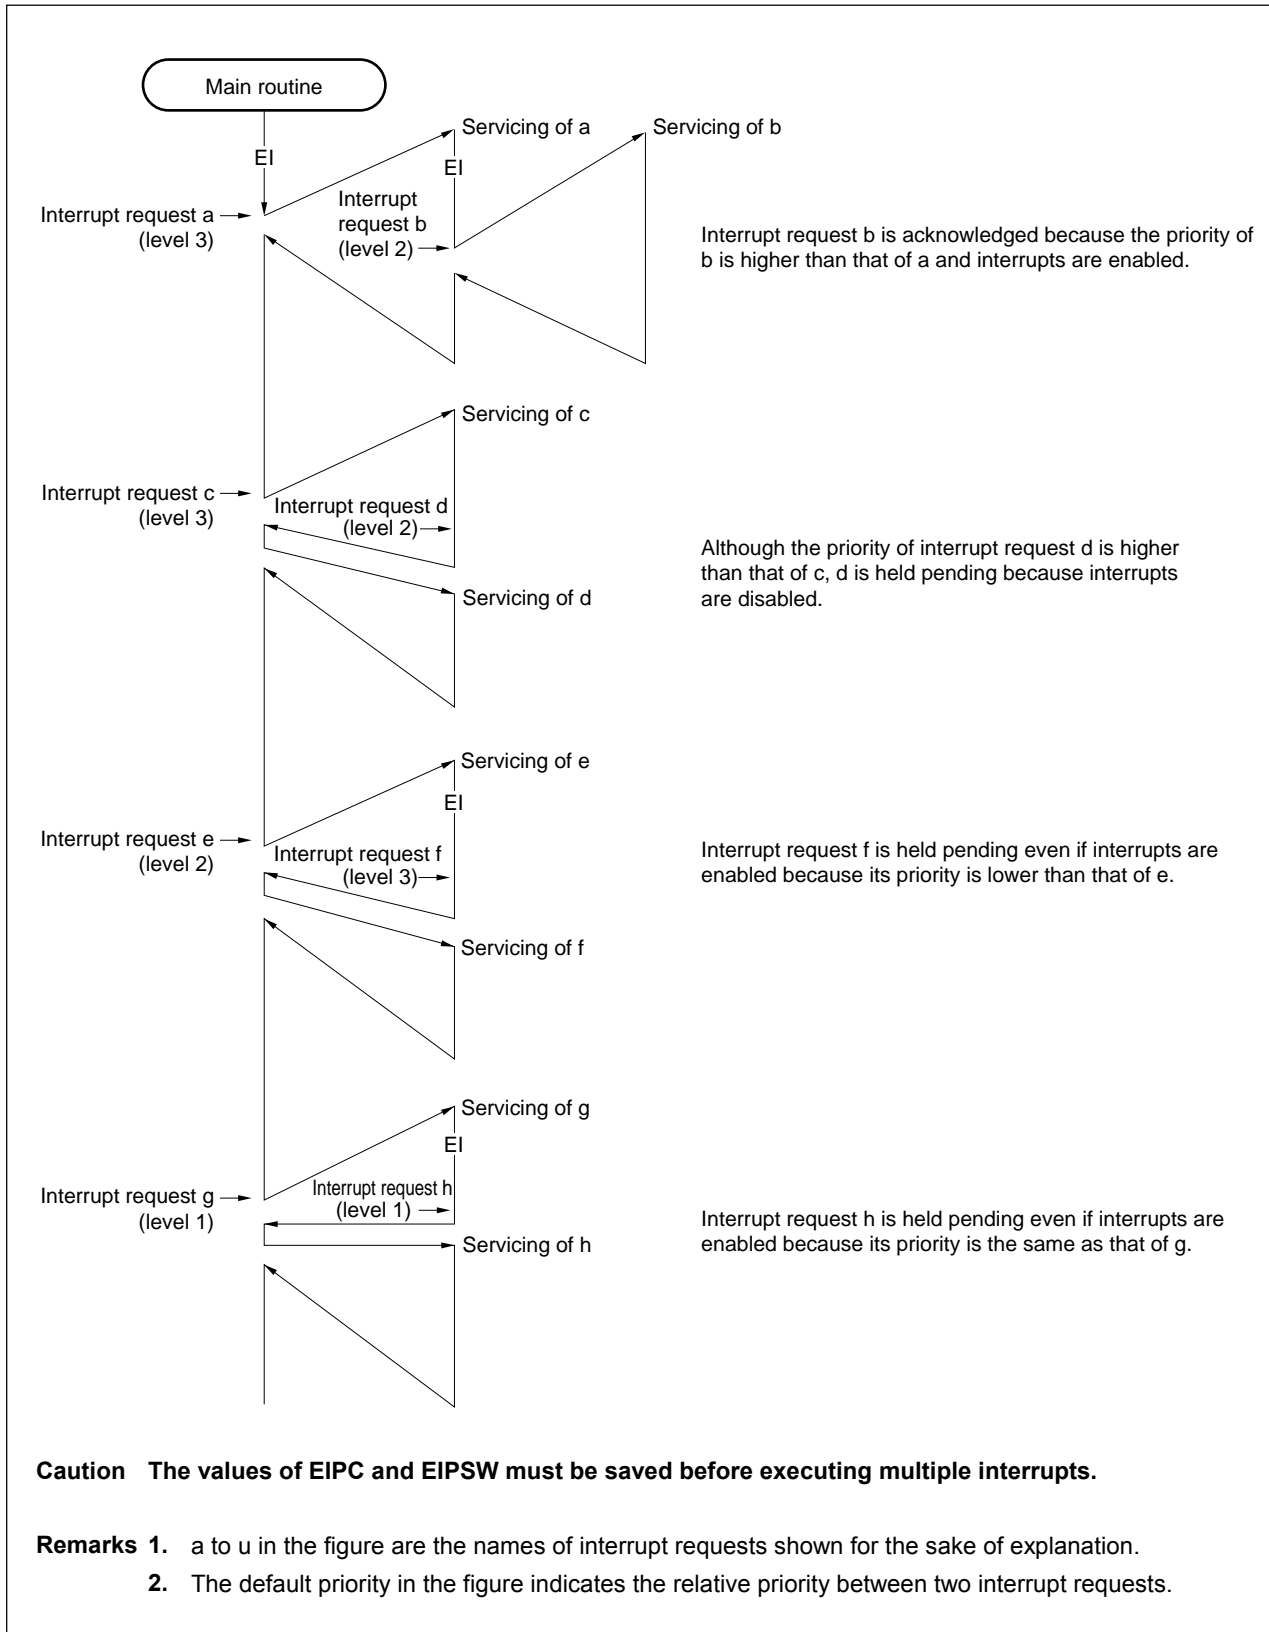 Main routine
EI
Servicing of a
EI
Servicing of b
Interrupt request a
(level 3)
Interrupt
request b
(level 2)
Interrupt request b is acknowledged because the priority of
b is higher than that of a and interrupts are enabled.
Servicing of c
Interrupt request c
(level 3)
Interrupt request d
(level 2)
Although the priority of interrupt request d is higher
than that of c, d is held pending because interrupts
are disabled.
Servicing of d
Servicing of e
EI
Interrupt request e
(level 2)
Interrupt request f
(level 3)
Interrupt request f is held pending even if interrupts are
enabled because its priority is lower than that of e.
Servicing of f
Servicing of g
EI
Interrupt request g
(level 1)
Interrupt request h
(level 1)
Interrupt request h is held pending even if interrupts are
enabled because its priority is the same as that of g.
Servicing of h
Caution The values of EIPC and EIPSW must be saved before executing multiple interrupts.
Remarks 1. a to u in the figure are the names of interrupt requests shown for the sake of explanation.
2. The default priority in the figure indicates the relative priority between two interrupt requests.